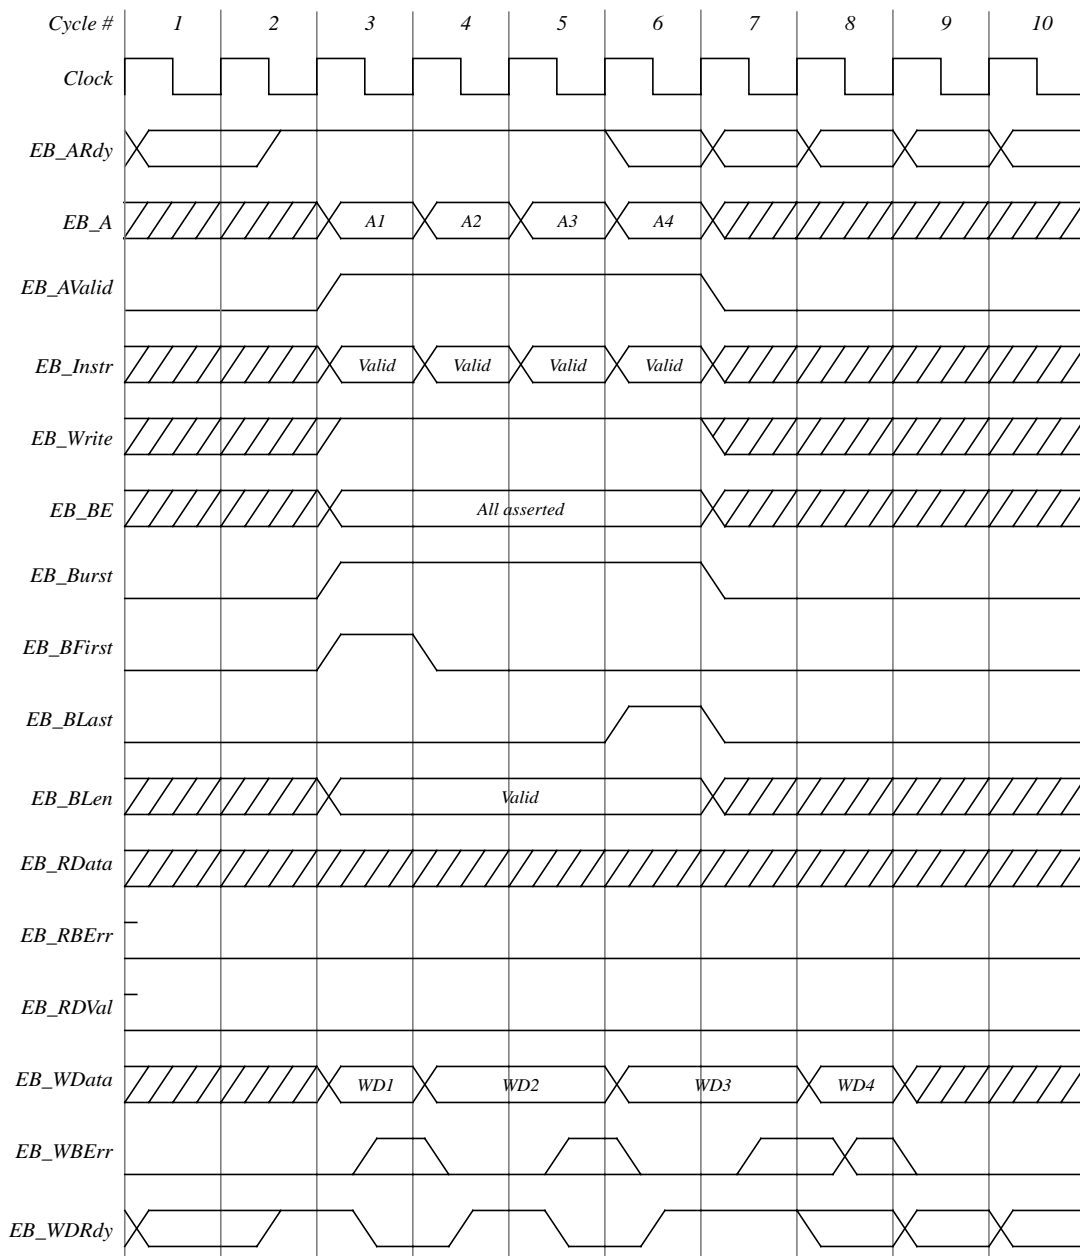 Cycle # 1 2 3 4 5 6 7 8 9 10
Clock
EB_ARdy
EB_A A1 A2 A3 A4
EB_AValid
EB_Instr Valid Valid Valid Valid
EB_Write
EB_BE All asserted
EB_Burst
EB_BFirst
EB_BLast
EB_BLen Valid
EB_RData
EB_RBErr
EB_RDVal
EB_WData WD1 WD2 WD3 WD4
EB_WBErr
EB_WDRdy